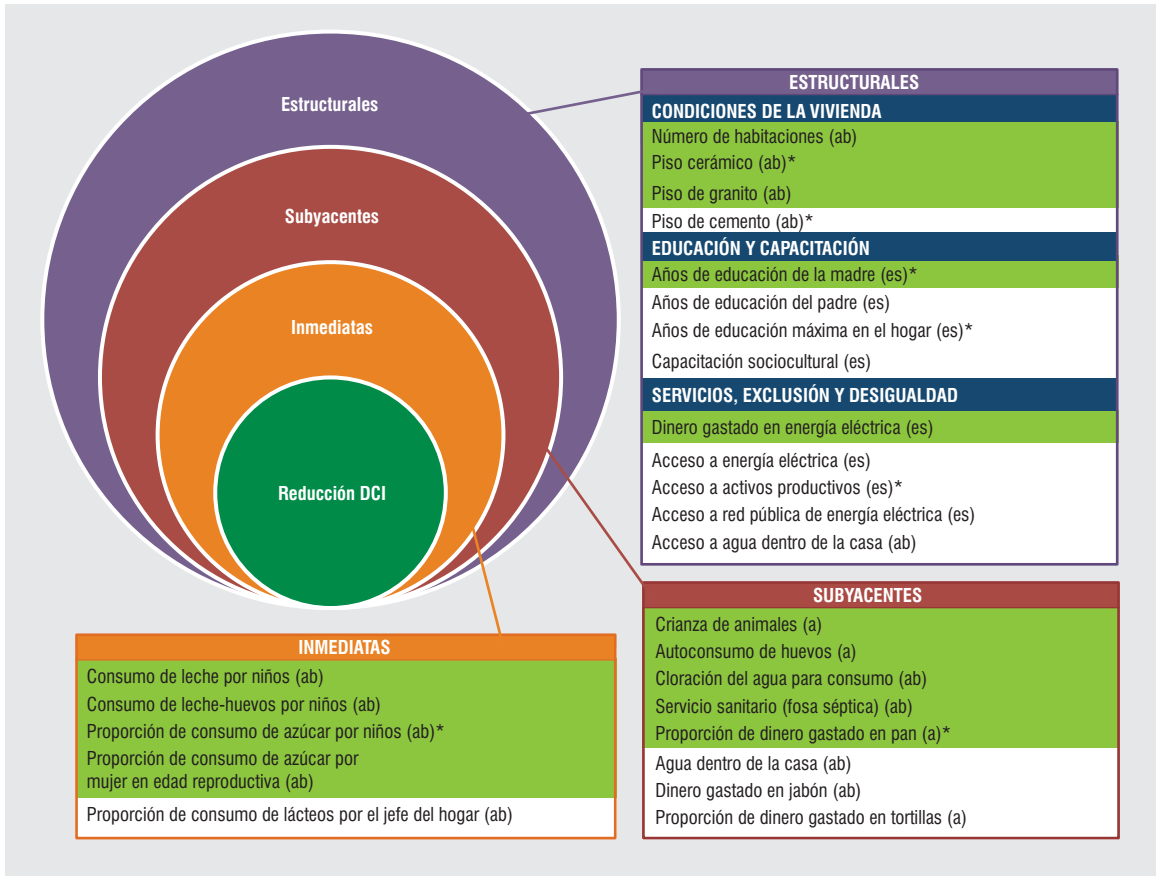 Estructurales
Subyacentes
Inmediatas
Reducción DCI
ESTRUCTURALES
CONDICIONES DE LA VIVIENDA
Número de habitaciones (ab)
Piso cerámico (ab)*
Piso de granito (ab)
Piso de cemento (ab)*
EDUCACIÓN Y CAPACITACIÓN
Años de educación de la madre (es)*
Años de educación del padre (es)
Años de educación máxima en el hogar (es)*
Capacitación sociocultural (es)
SERVICIOS, EXCLUSIÓN Y DESIGUALDAD
Dinero gastado en energía eléctrica (es)
Acceso a energía eléctrica (es)
Acceso a activos productivos (es)*
Acceso a red pública de energía eléctrica (es)
Acceso a agua dentro de la casa (ab)
SUBYACENTES
Crianza de animales (a)
Autoconsumo de huevos (a)
Cloración del agua para consumo (ab)
Servicio sanitario (fosa séptica) (ab)
Proporción de dinero gastado en pan (a)*
Agua dentro de la casa (ab)
Dinero gastado en jabón (ab)
Proporción de dinero gastado en tortillas (a)
INMEDIATAS
Consumo de leche por niños (ab)
Consumo de leche-huevos por niños (ab)
Proporción de consumo de azúcar por niños (ab)*
Proporción de consumo de azúcar por
mujer en edad reproductiva (ab)
Proporción de consumo de lácteos por el jefe del hogar (ab)